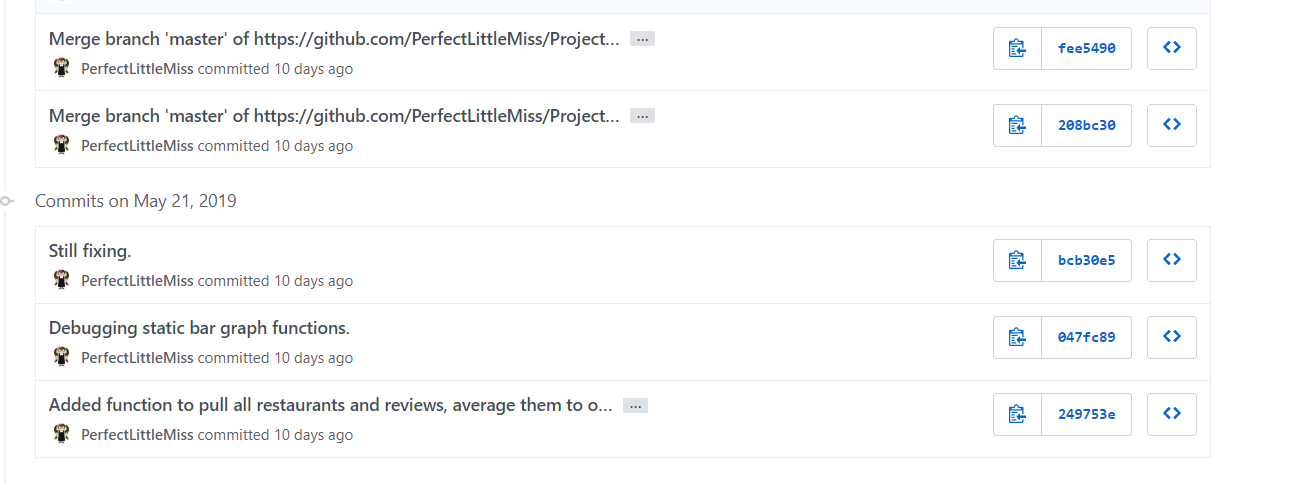 Merge branch 'master' of https://github.com/PerfectLittleMiss/Project... ...
fee5490
PerfectLittleMiss committed 10 days ago
Merge branch 'master' of https://github.com/PerfectLittleMiss/Project... ...
208bc30
PerfectLittleMiss committed 10 days ago
Commits on May 21, 2019
Still fixing.
bcb30e5
PerfectLittleMiss committed 10 days ago
Debugging static bar graph functions.
047fc89
PerfectLittleMiss committed 10 days ago
Added function to pull all restaurants and reviews, average them to o... ...
249753e
PerfectLittleMiss committed 10 days ago